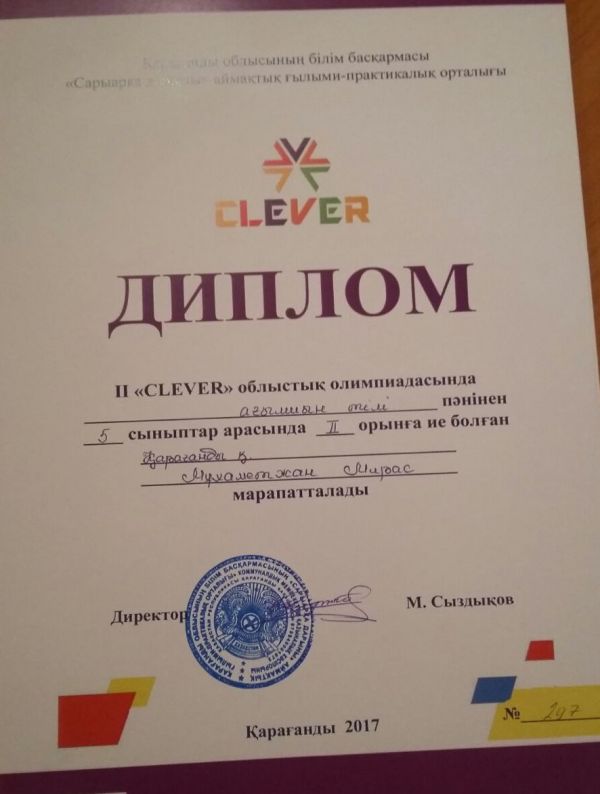 Қарағанды облысының білім басқармасы
«Сарыарқа дарыны» аймақтық ғылыми-практикалық орталығы
CLEVER
ДИПЛОМ
II «CLEVER» облыстық олимпиадасында
ағылшын тілі пәнінен
5 сыныптар арасында II орынға ие болған
Қарағанды қ.
Мұхаметжан Мирас
марапатталады
Директор М. Сыздықов
Қарағанды 2017
№ 297